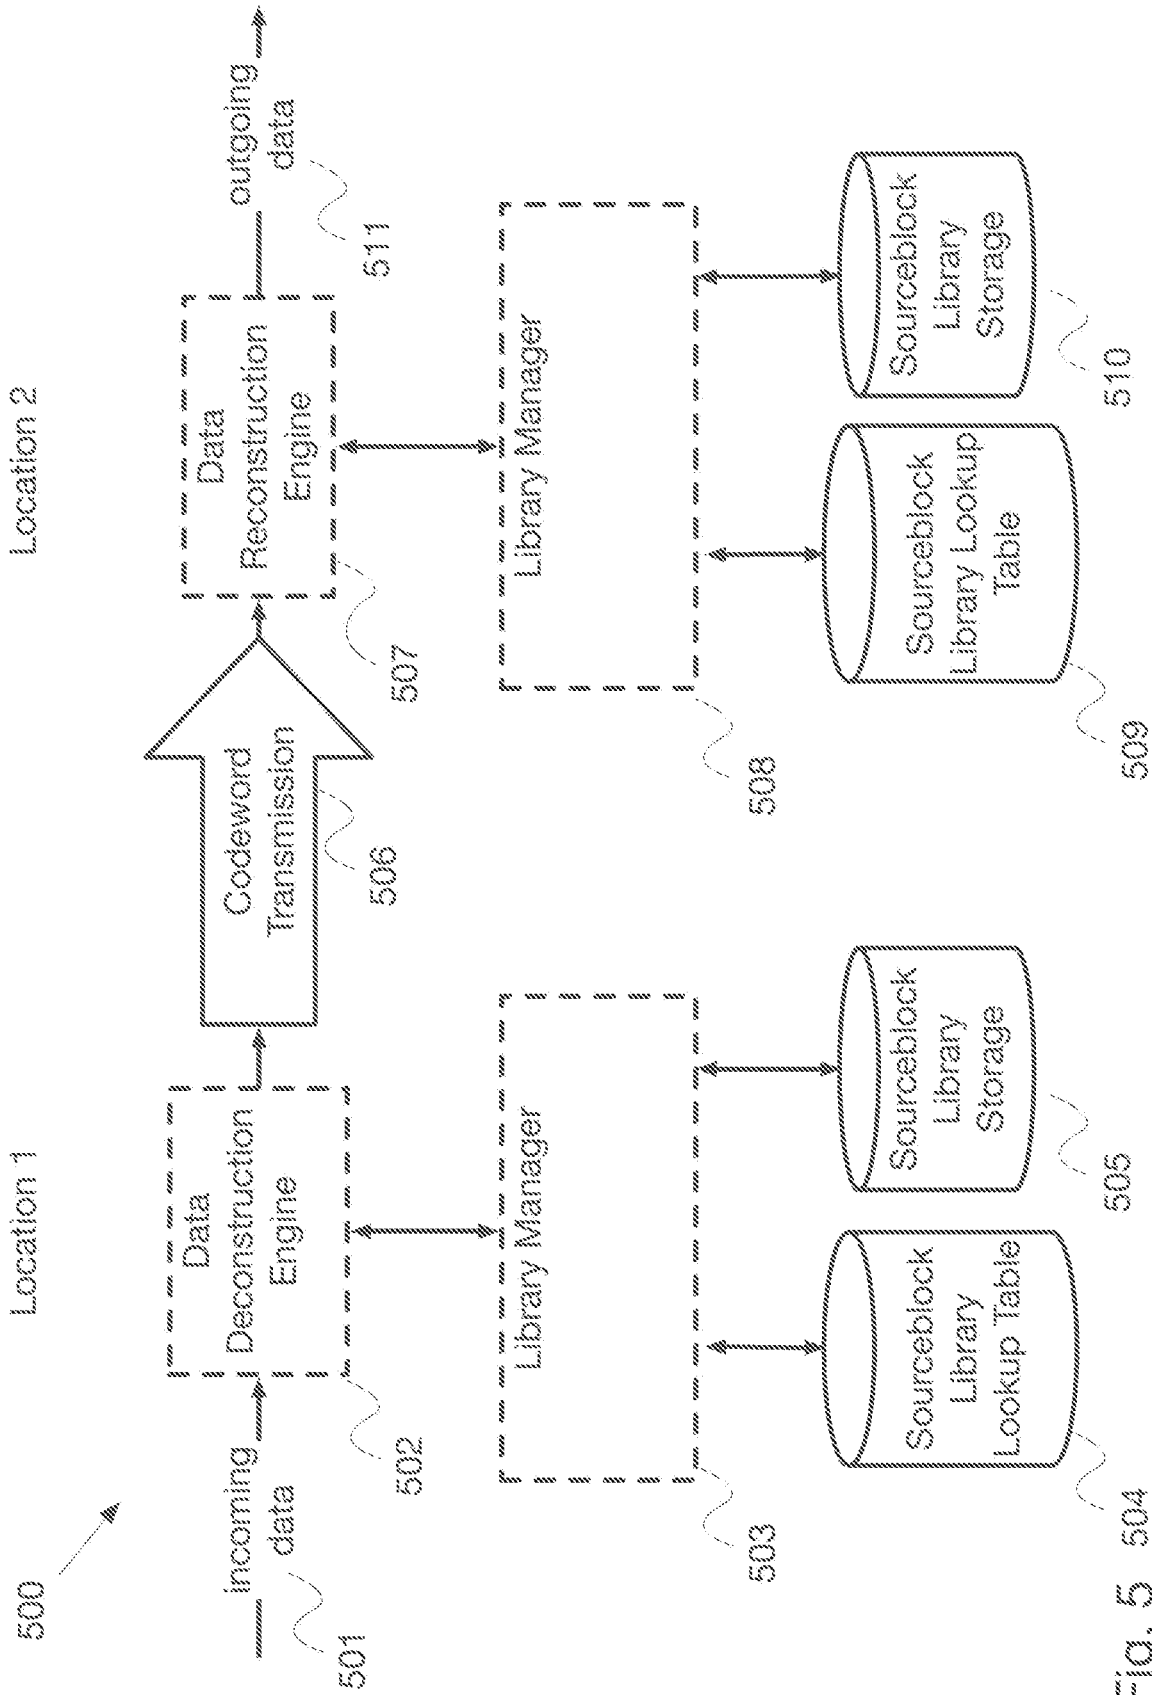 500
Location 1
Location 2
incoming
data
501
Data
Deconstruction
Engine
502
Codeword
Transmission
506
Data
Reconstruction
Engine
507
outgoing
data
511
Library Manager
503
Library Manager
508
Sourceblock
Library
Lookup Table
504
Sourceblock
Library
Storage
505
Sourceblock
Library Lookup
Table
509
Sourceblock
Library
Storage
510
Fig. 5